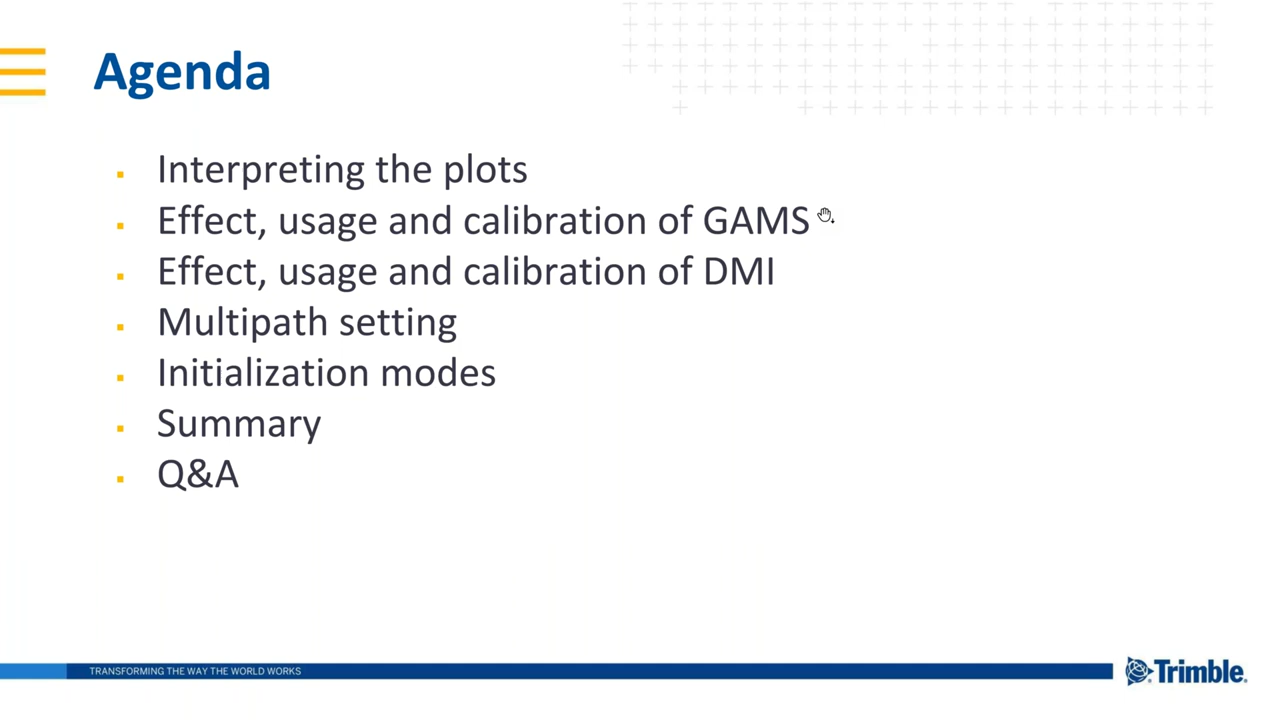 Agenda
Interpreting the plots
Effect, usage and calibration of GAMS
Effect, usage and calibration of DMI
Multipath setting
Initialization modes
Summary
Q&A
TRANSFORMING THE WAY THE WORLD WORKS
Trimble